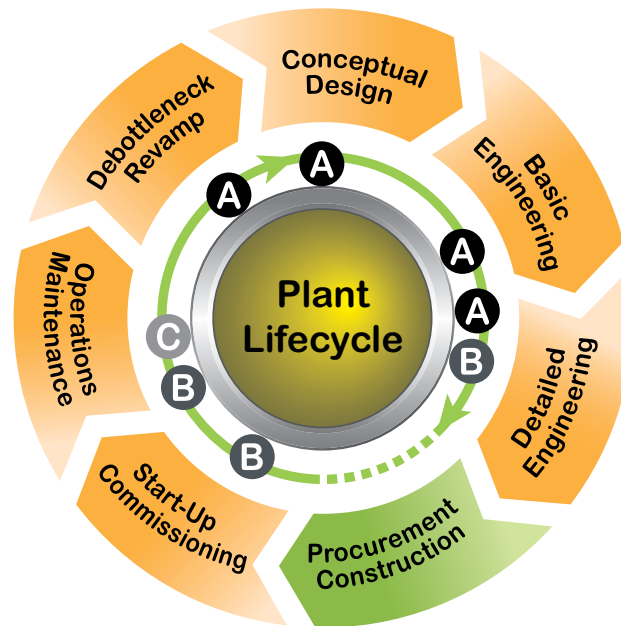 Conceptual
Design
Basic
Engineering
Detailed
Engineering
Procurement
Construction
Start-Up
Commissioning
Operations
Maintenance
Debottleneck
Revamp
A
A
A
A
B
B
B
C
Plant
Lifecycle